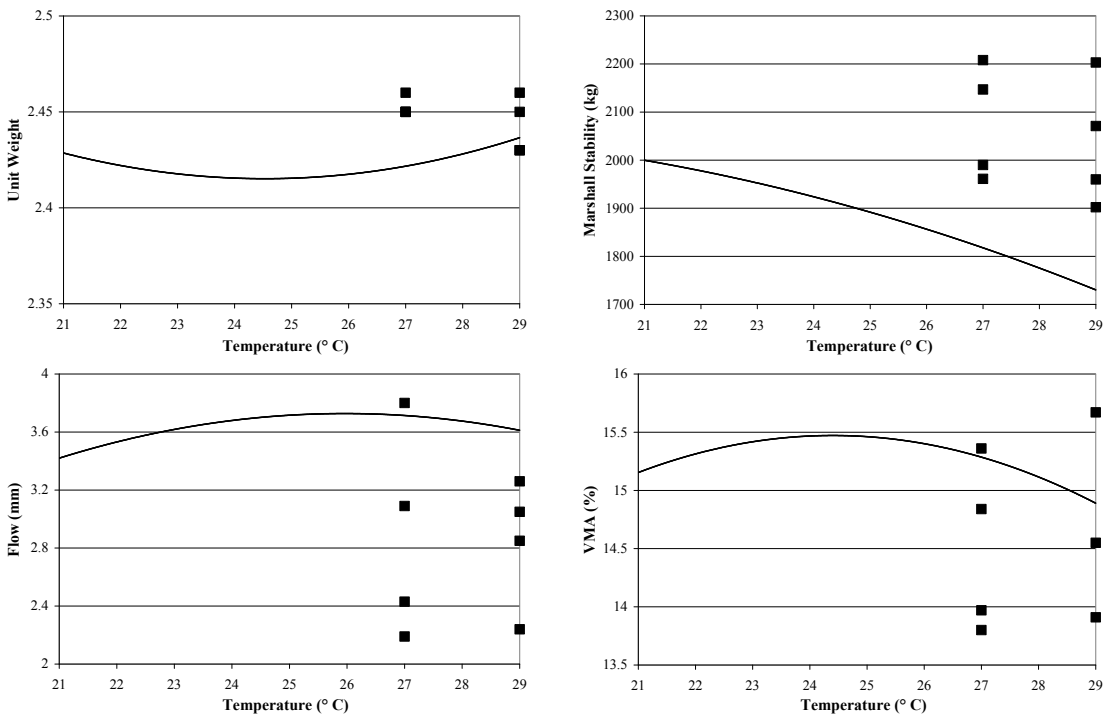 2.5
2.45
2.4
2.35
Unit Weight
21 22 23 24 25 26 27 28 29
Temperature (° C)
2300
2200
2100
2000
1900
1800
1700
Marshall Stability (kg)
21 22 23 24 25 26 27 28 29
Temperature (° C)
4
3.6
3.2
2.8
2.4
2
Flow (mm)
21 22 23 24 25 26 27 28 29
Temperature (° C)
16
15.5
15
14.5
14
13.5
VMA (%)
21 22 23 24 25 26 27 28 29
Temperature (° C)